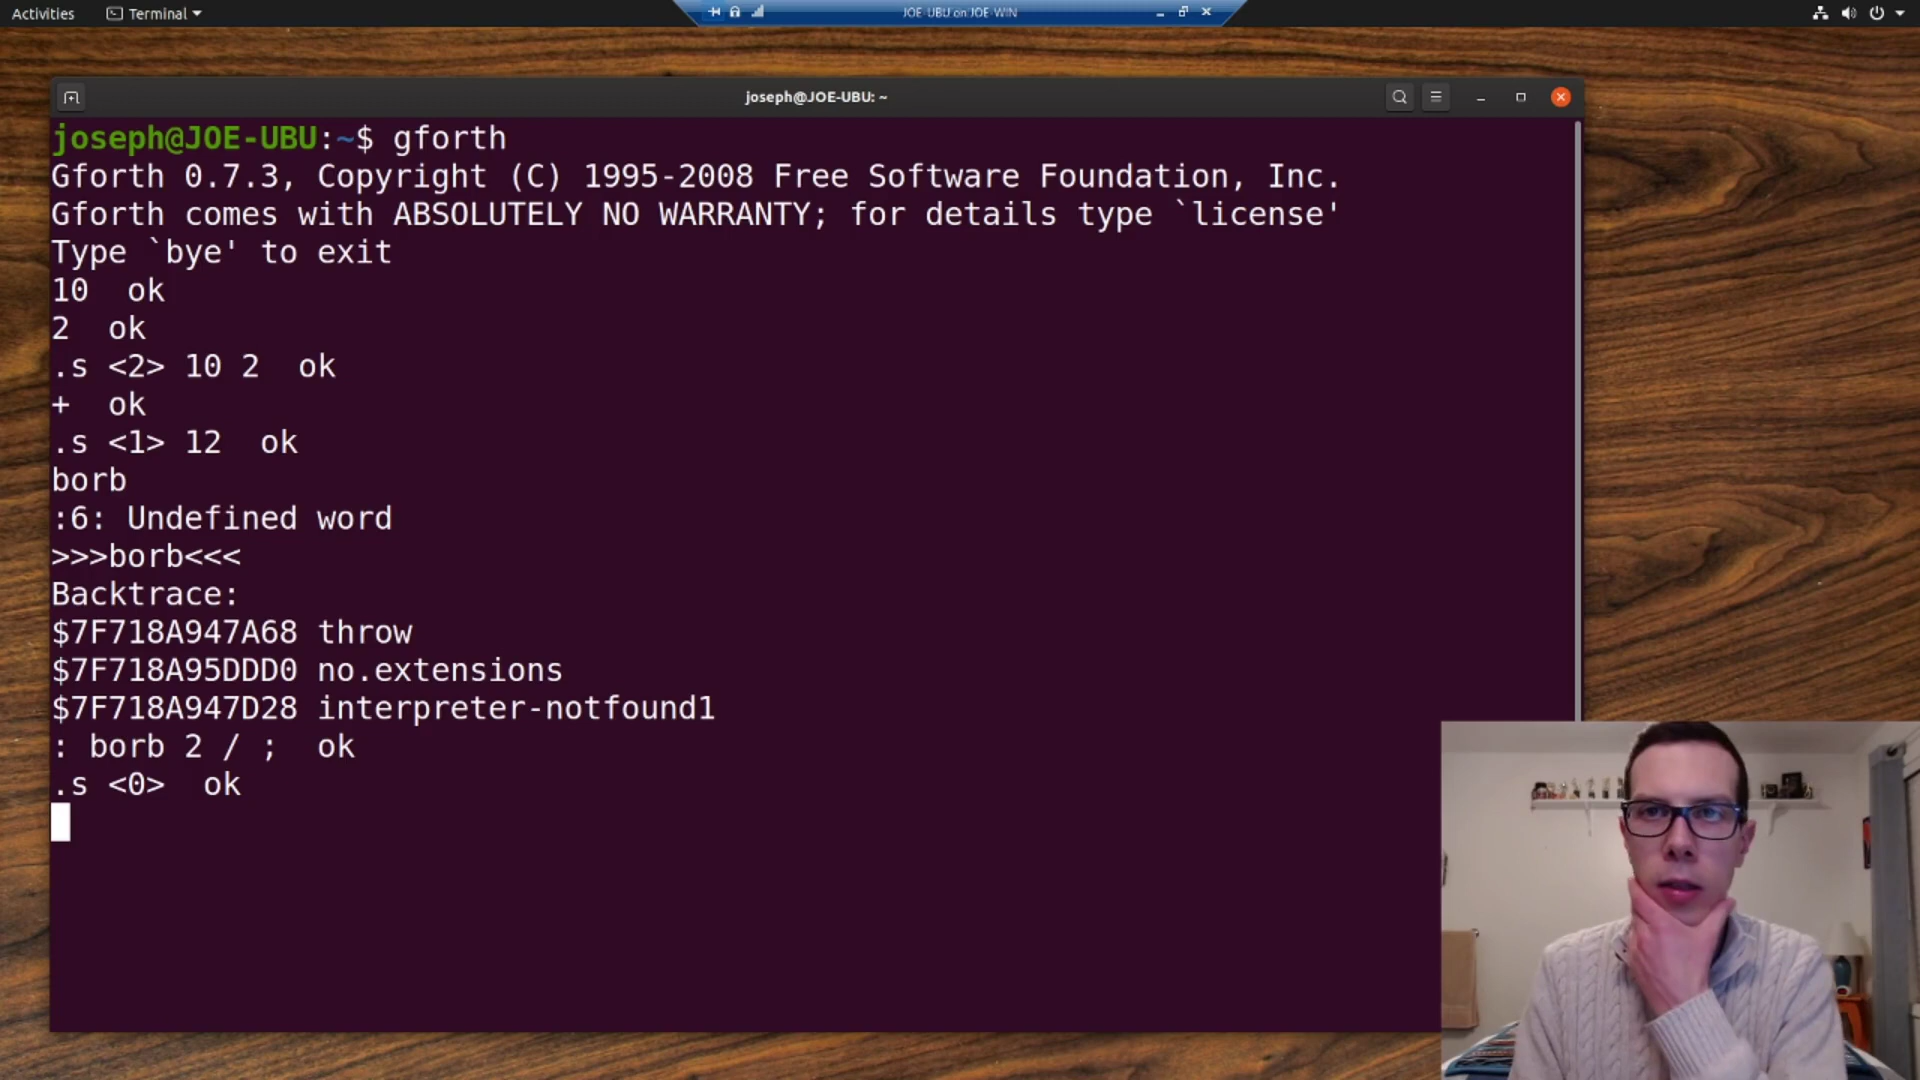 Activities
Terminal
JOE-UBU on JOE-WIN
joseph@JOE-UBU: ~
joseph@JOE-UBU:~$ gforth
Gforth 0.7.3, Copyright (C) 1995-2008 Free Software Foundation, Inc.
Gforth comes with ABSOLUTELY NO WARRANTY; for details type `license'
Type `bye' to exit
10  ok
2  ok
.s <2> 10 2  ok
+  ok
.s <1> 12  ok
borb
:6: Undefined word
>>>borb<<<
Backtrace:
$7F718A947A68 throw
$7F718A95DDD0 no.extensions
$7F718A947D28 interpreter-notfound1
: borb 2 / ;  ok
.s <0>  ok